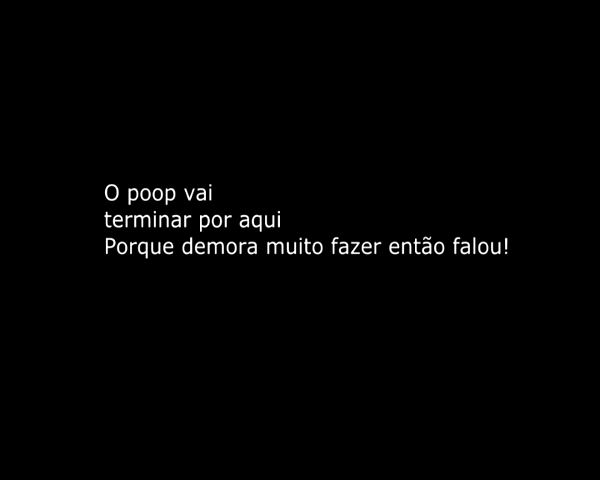 O poop vai
terminar por aqui
Porque demora muito fazer então falou!